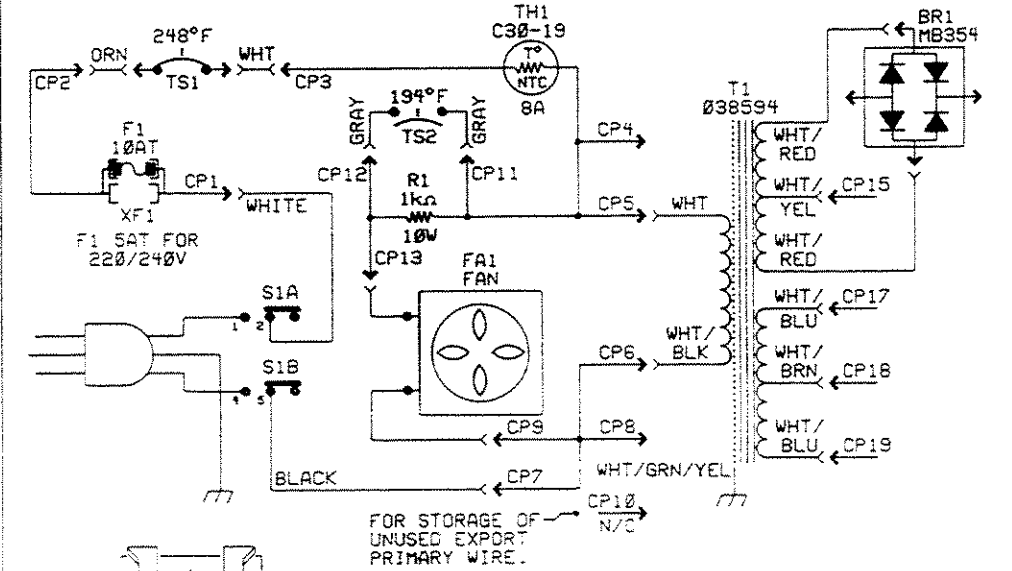 TH1
C30-19
T°
NTC
8A
BR1
MB354
248°F
ORN
WHT
CP2
TS1
CP3
194°F
GRAY
GRAY
TS2
T1
038594
F1
10AT
CP4
WHT/
RED
CP12
CP11
CP1
R1
1kΩ
10W
WHITE
XF1
CP5
WHT
WHT/
YEL
CP15
F1 5AT FOR
220/240V
CP13
FA1
FAN
WHT/
RED
S1A
1
2
WHT/
BLU
CP17
CP6
WHT/
BLK
WHT/
BRN
CP18
S1B
4
5
CP9
CP8
WHT/
BLU
CP19
BLACK
CP7
WHT/GRN/YEL
CP10
N/C
FOR STORAGE OF
UNUSED EXPORT
PRIMARY WIRE.